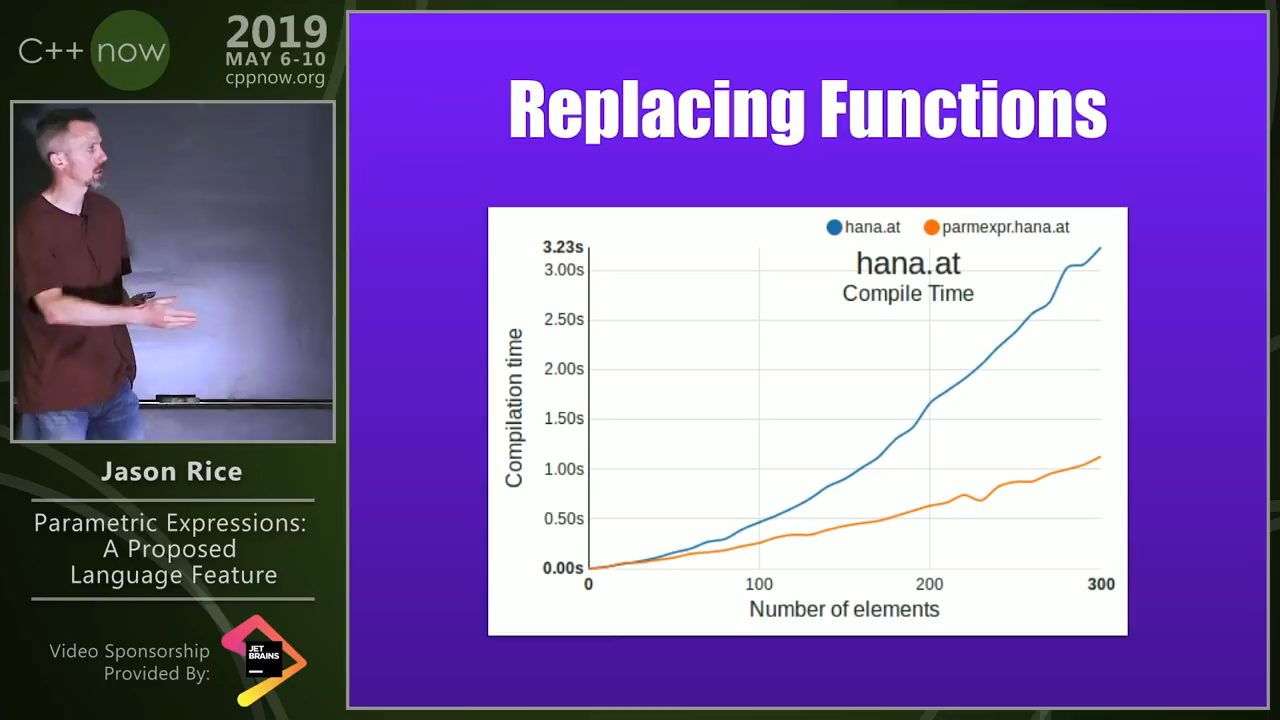 C++ now
2019
MAY 6-10
cppnow.org
Jason Rice
Parametric Expressions:
A Proposed
Language Feature
Video Sponsorship
Provided By:
JET
BRAINS
Replacing Functions
hana.at
parmexpr.hana.at
hana.at
Compile Time
Compilation time
3.23s
3.00s
2.50s
2.00s
1.50s
1.00s
0.50s
0.00s
0
100
200
300
Number of elements